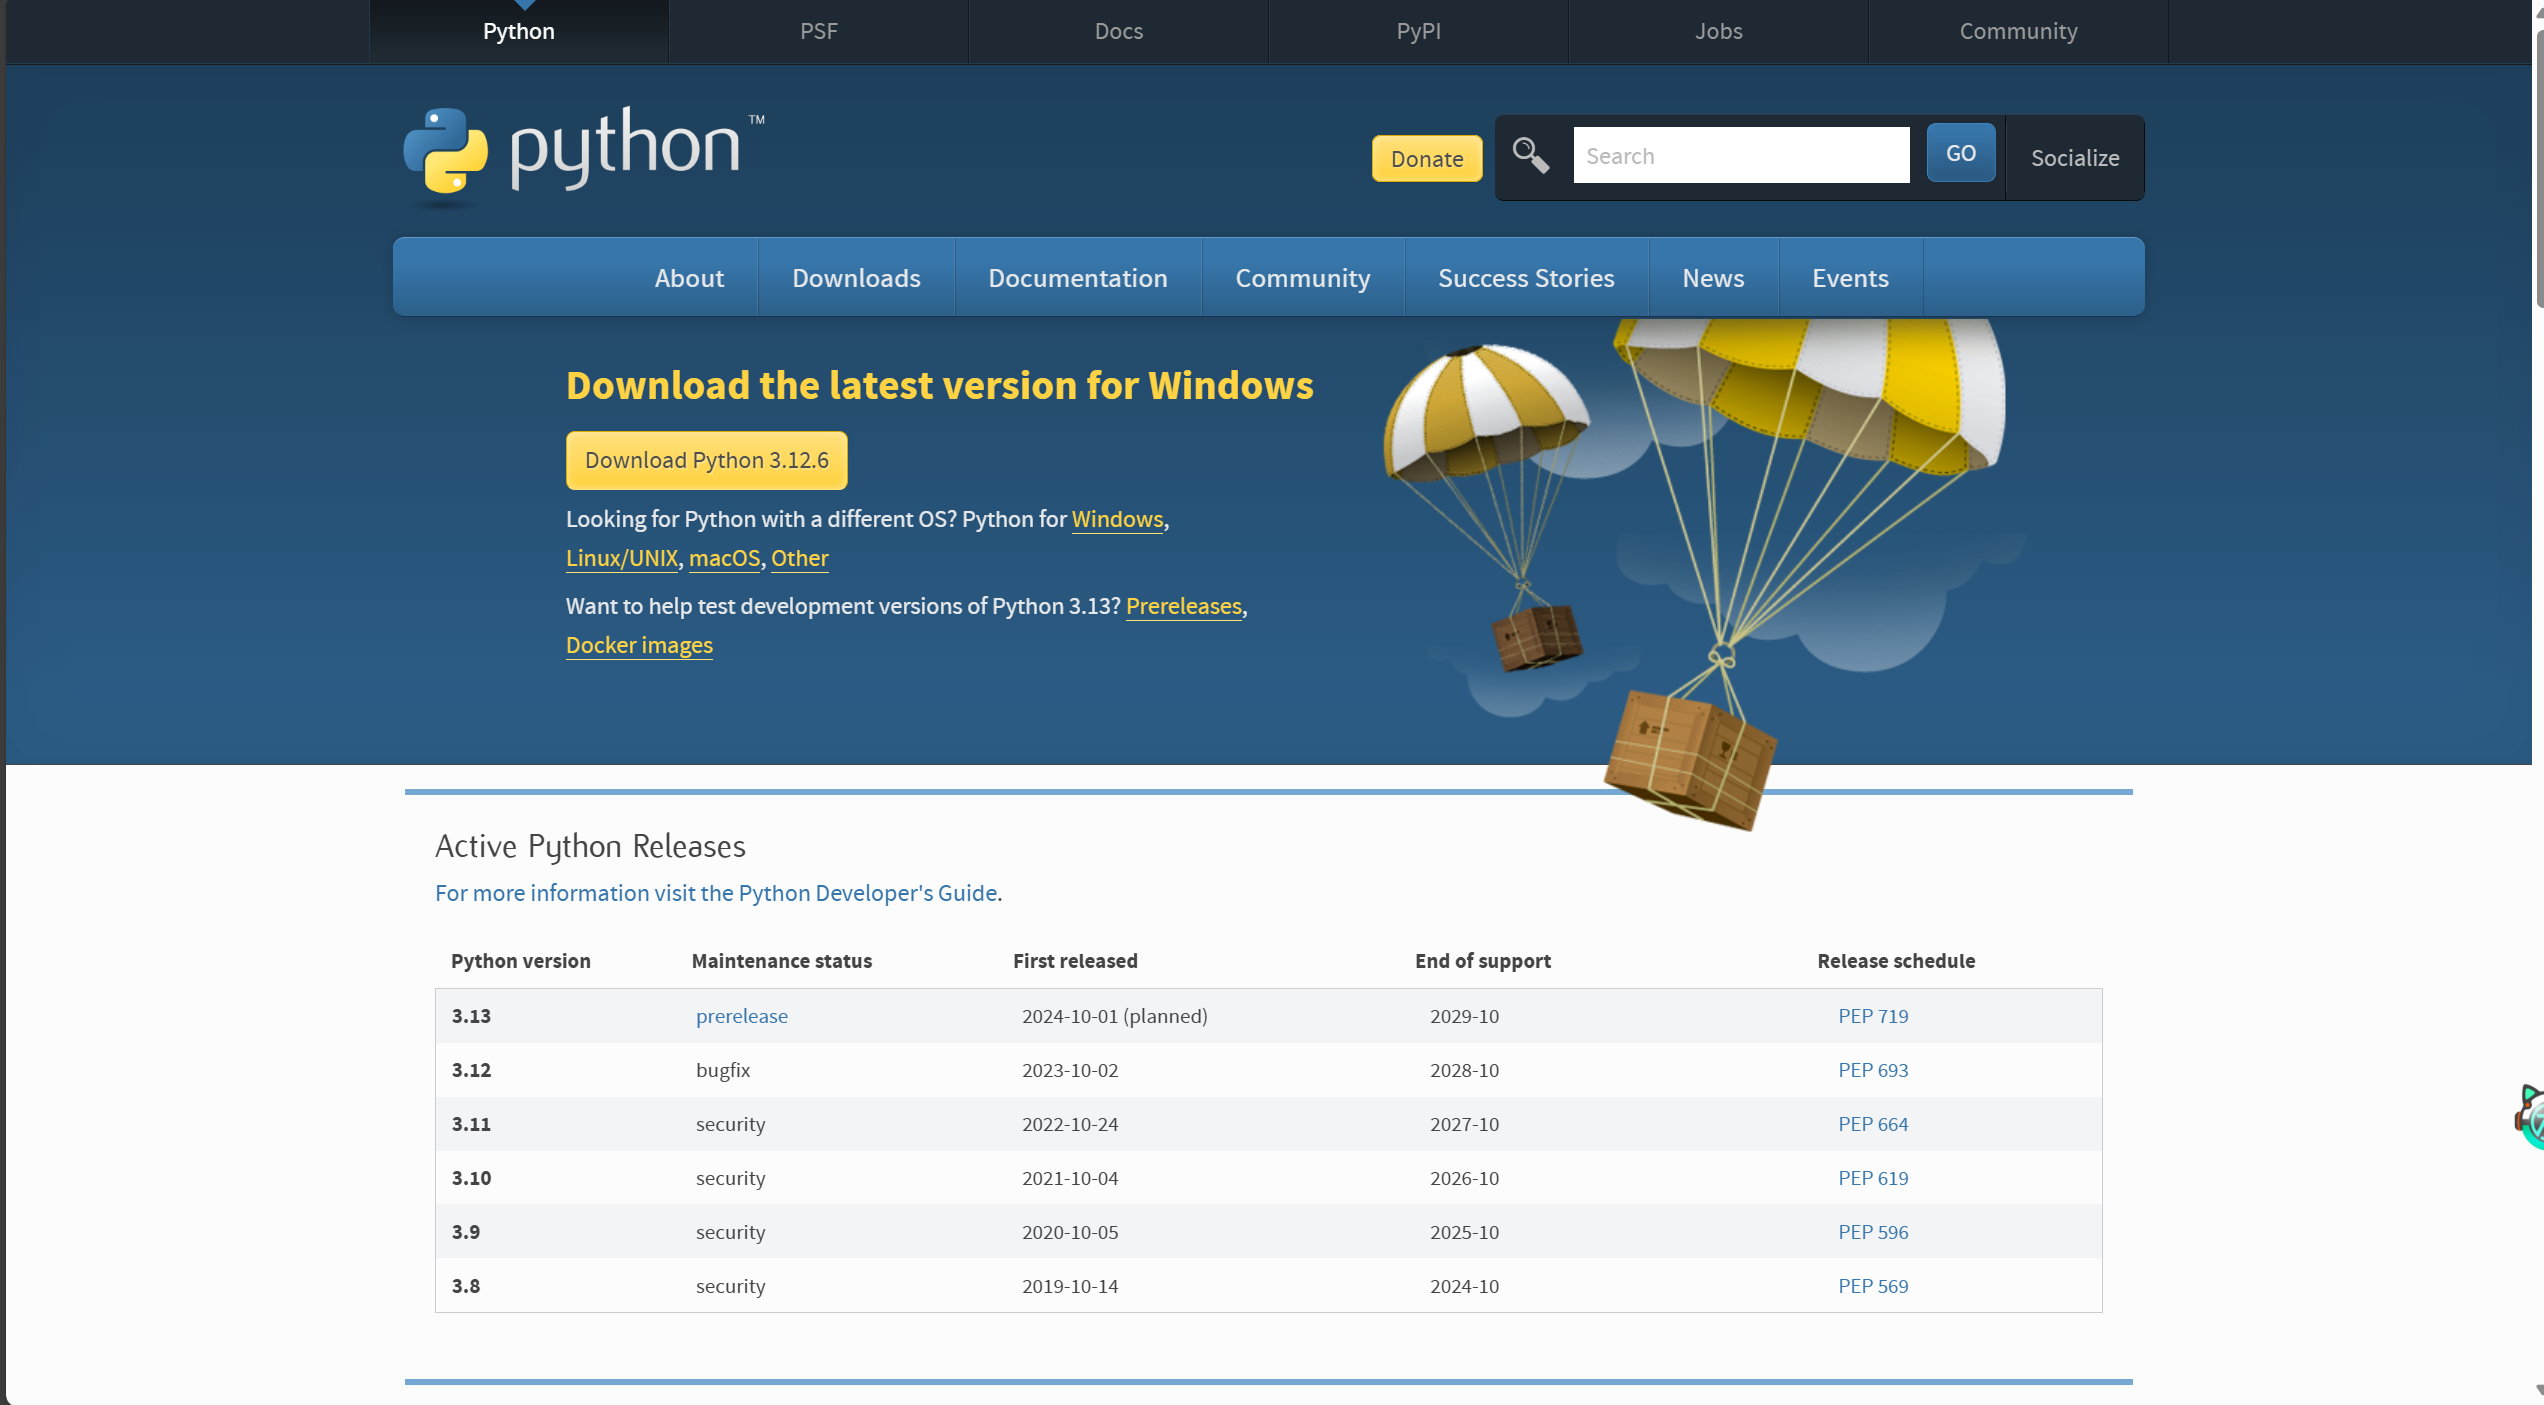 Python
PSF
Docs
PyPI
Jobs
Community
python™
Donate
Search
GO
Socialize
About
Downloads
Documentation
Community
Success Stories
News
Events
Download the latest version for Windows
Download Python 3.12.6
Looking for Python with a different OS? Python for Windows,
Linux/UNIX, macOS, Other
Want to help test development versions of Python 3.13? Prereleases,
Docker images
Active Python Releases
For more information visit the Python Developer's Guide.
Python version Maintenance status First released End of support Release schedule
3.13 prerelease 2024-10-01 (planned) 2029-10 PEP 719
3.12 bugfix 2023-10-02 2028-10 PEP 693
3.11 security 2022-10-24 2027-10 PEP 664
3.10 security 2021-10-04 2026-10 PEP 619
3.9 security 2020-10-05 2025-10 PEP 596
3.8 security 2019-10-14 2024-10 PEP 569